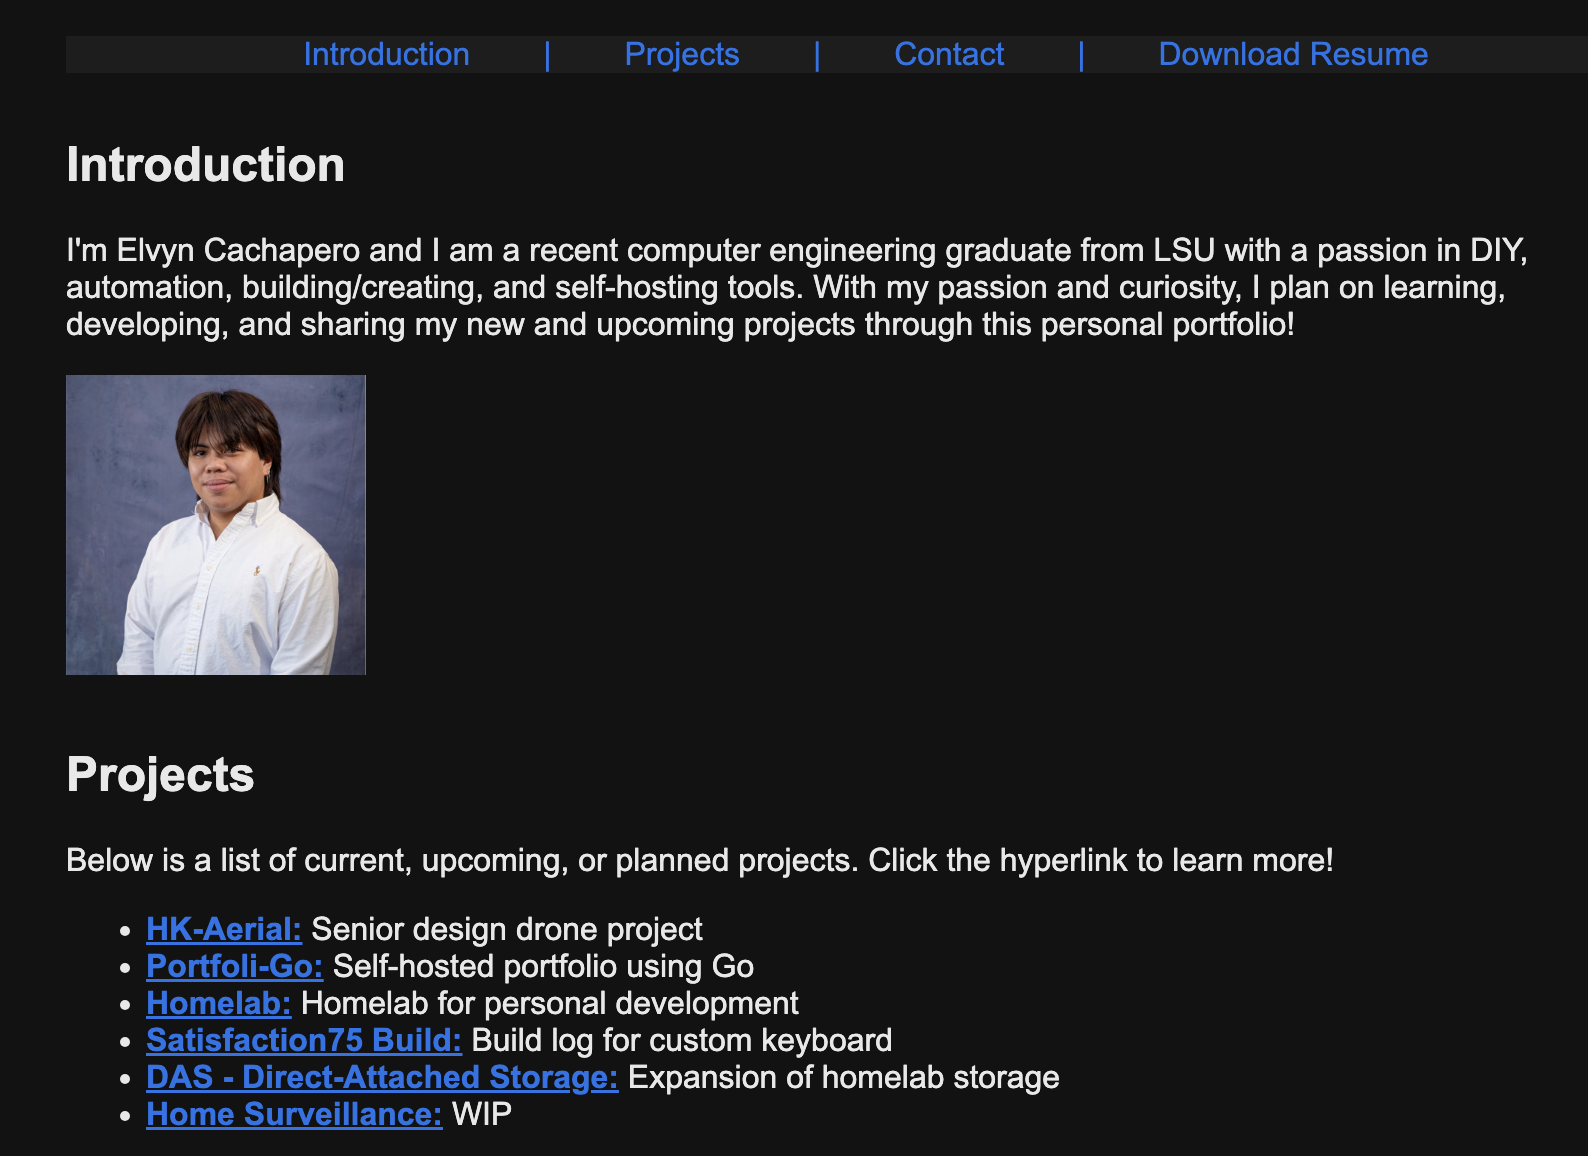 Introduction | Projects | Contact | Download Resume
Introduction
I'm Elvyn Cachapero and I am a recent computer engineering graduate from LSU with a passion in DIY,
automation, building/creating, and self-hosting tools. With my passion and curiosity, I plan on learning,
developing, and sharing my new and upcoming projects through this personal portfolio!
Projects
Below is a list of current, upcoming, or planned projects. Click the hyperlink to learn more!
• HK-Aerial: Senior design drone project
• Portfoli-Go: Self-hosted portfolio using Go
• Homelab: Homelab for personal development
• Satisfaction75 Build: Build log for custom keyboard
• DAS - Direct-Attached Storage: Expansion of homelab storage
• Home Surveillance: WIP